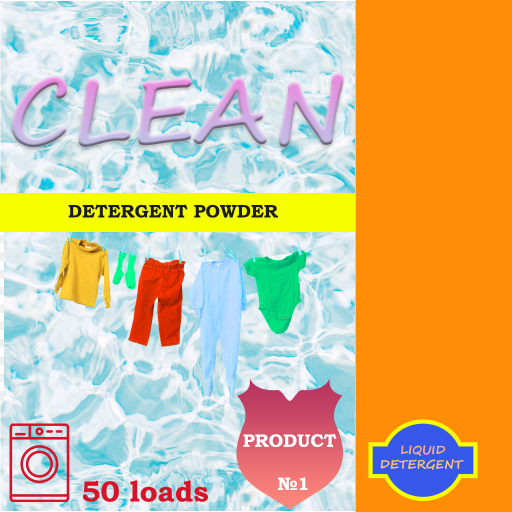 CLEAN
DETERGENT POWDER
PRODUCT
№1
50 loads
LIQUID
DETERGENT